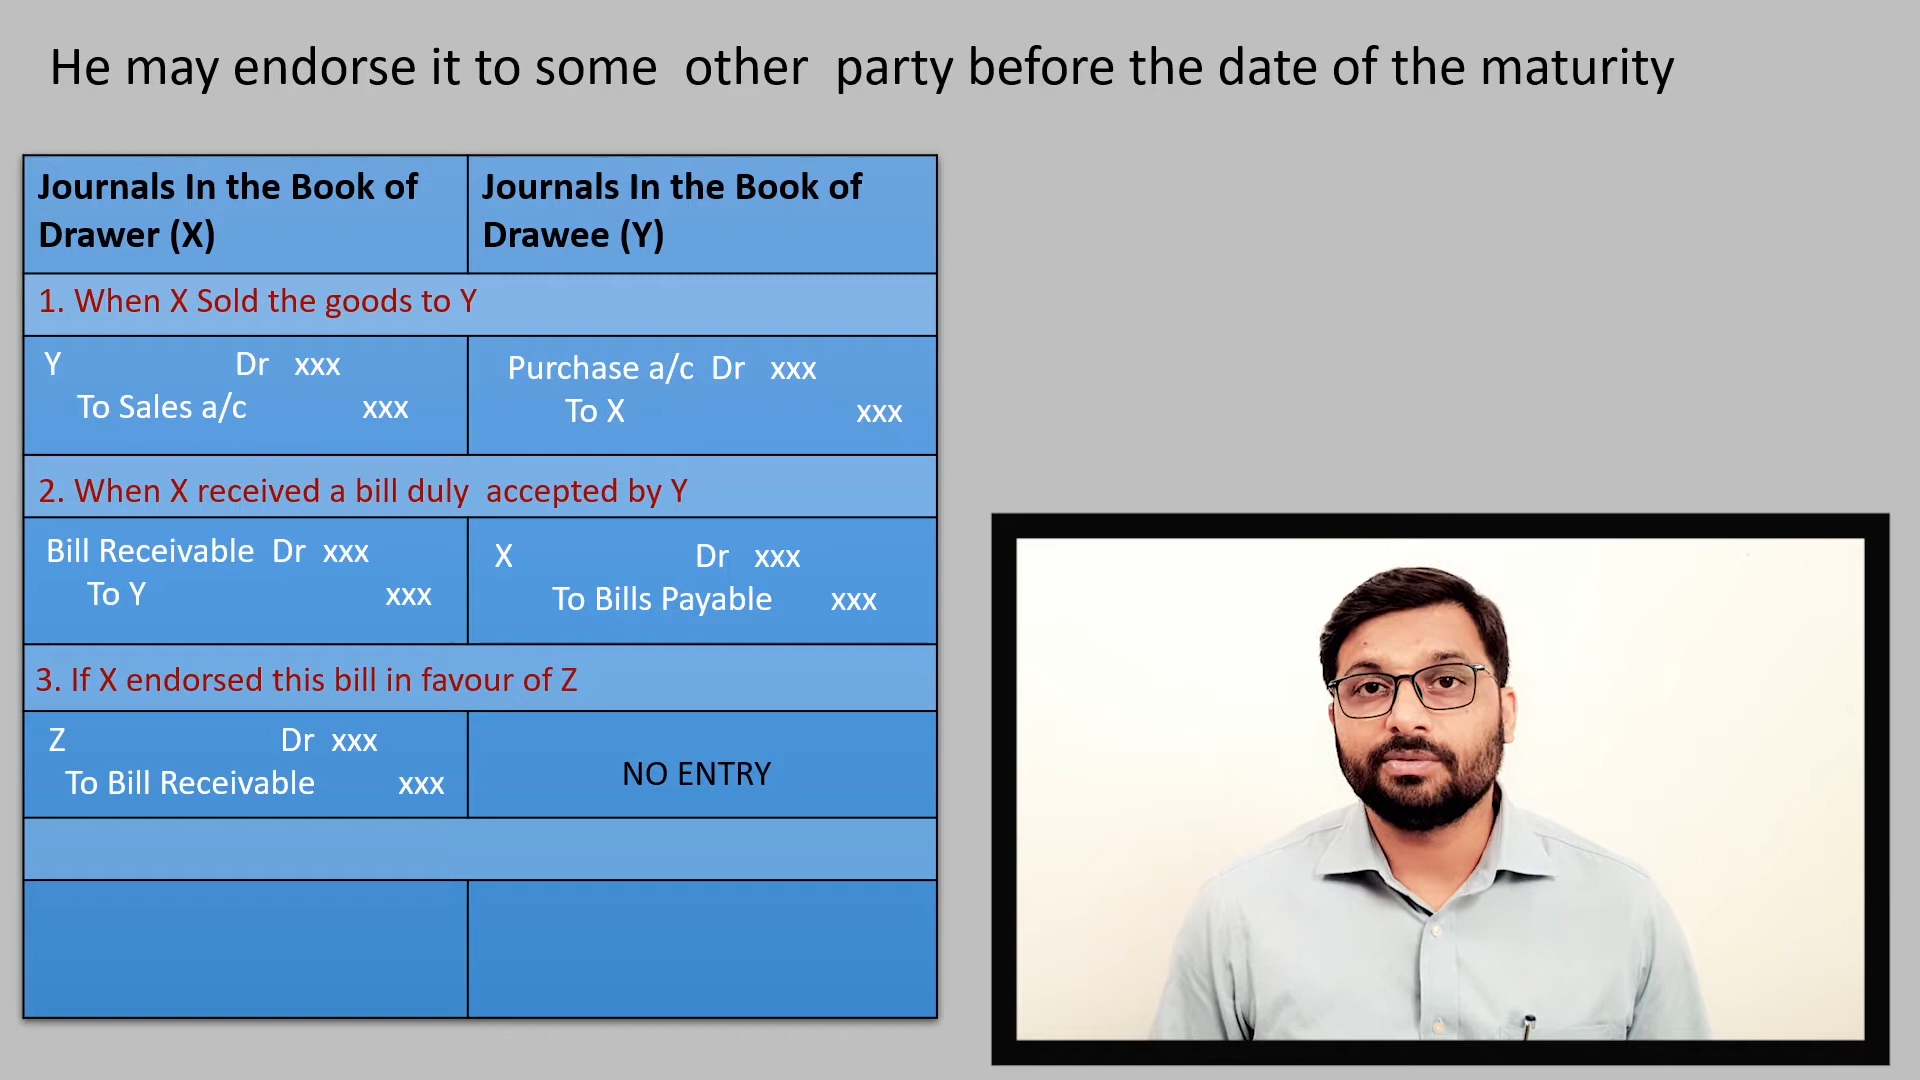 He may endorse it to some other party before the date of the maturity
Journals In the Book of
Drawer (X)
Journals In the Book of
Drawee (Y)
1. When X Sold the goods to Y
Y Dr xxx
To Sales a/c xxx
Purchase a/c Dr xxx
To X xxx
2. When X received a bill duly accepted by Y
Bill Receivable Dr xxx
To Y xxx
X Dr xxx
To Bills Payable xxx
3. If X endorsed this bill in favour of Z
Z Dr xxx
To Bill Receivable xxx
NO ENTRY